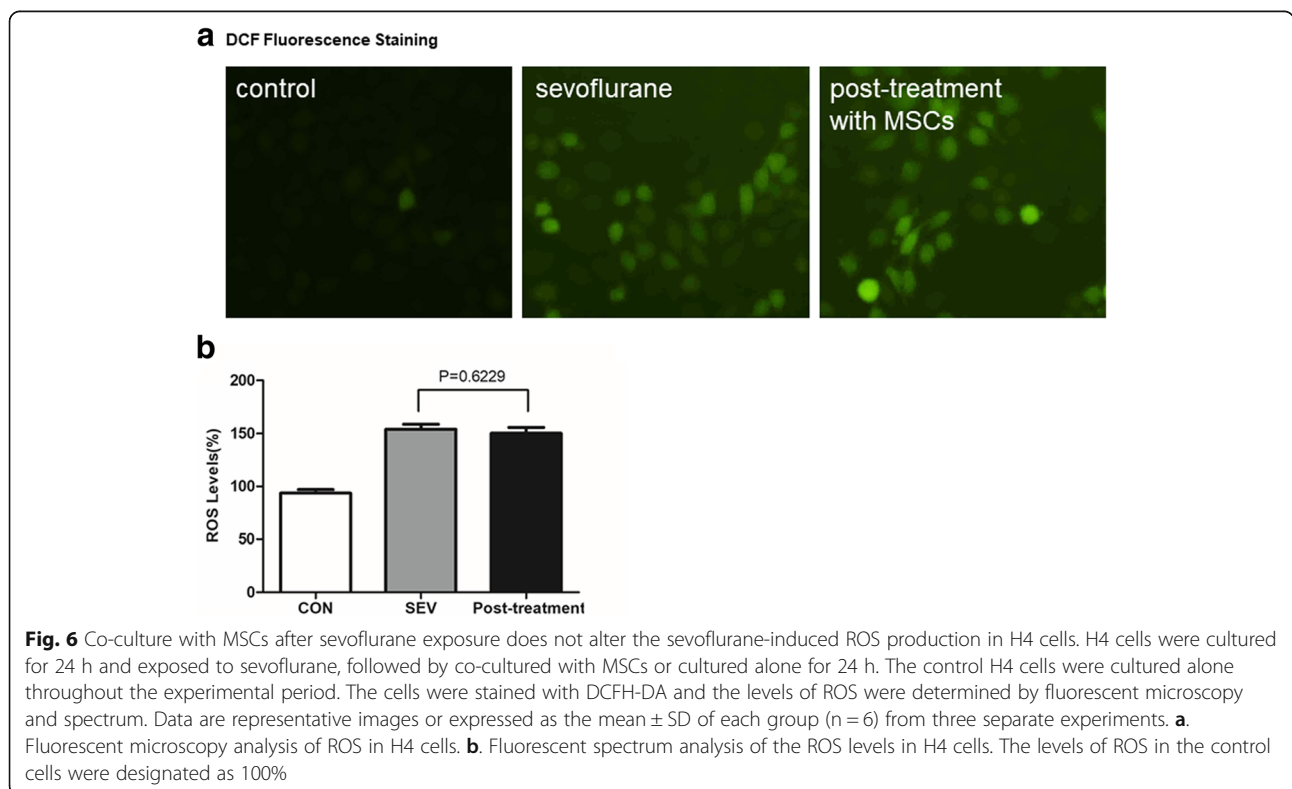 a DCF Fluorescence Staining
control
sevoflurane
post-treatment
with MSCs
b
P=0.6229
200
150
100
50
0
ROS Levels(%)
CON SEV Post-treatment
Fig. 6 Co-culture with MSCs after sevoflurane exposure does not alter the sevoflurane-induced ROS production in H4 cells. H4 cells were cultured
for 24 h and exposed to sevoflurane, followed by co-cultured with MSCs or cultured alone for 24 h. The control H4 cells were cultured alone
throughout the experimental period. The cells were stained with DCFH-DA and the levels of ROS were determined by fluorescent microscopy
and spectrum. Data are representative images or expressed as the mean ± SD of each group (n = 6) from three separate experiments. a.
Fluorescent microscopy analysis of ROS in H4 cells. b. Fluorescent spectrum analysis of the ROS levels in H4 cells. The levels of ROS in the control
cells were designated as 100%